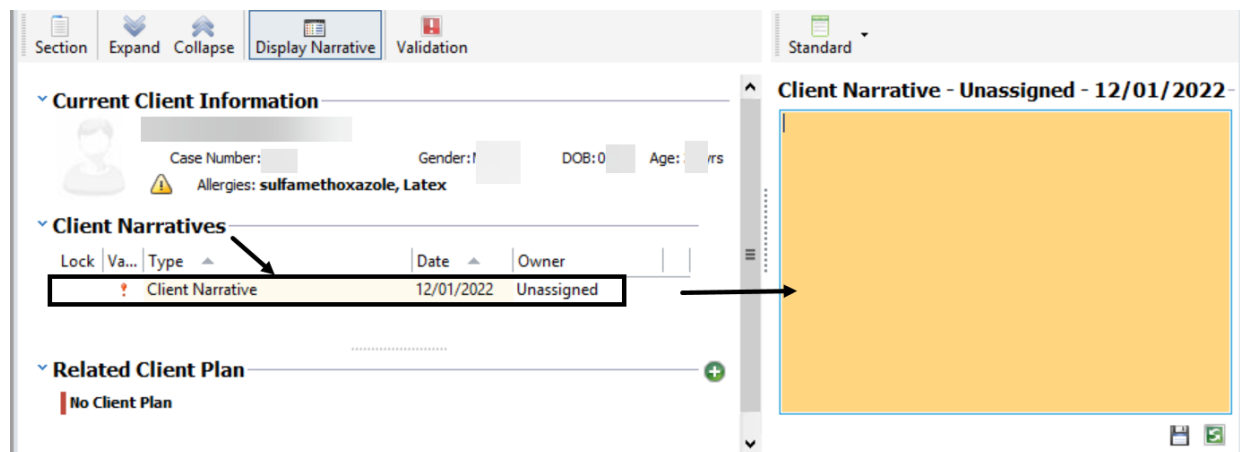 Section Expand Collapse Display Narrative Validation
Standard
Current Client Information
Case Number: Gender: DOB:0 Age: yrs
Allergies: sulfamethoxazole, Latex
Client Narratives
Lock Va... Type Date Owner
Client Narrative 12/01/2022 Unassigned
Related Client Plan
No Client Plan
Client Narrative - Unassigned - 12/01/2022